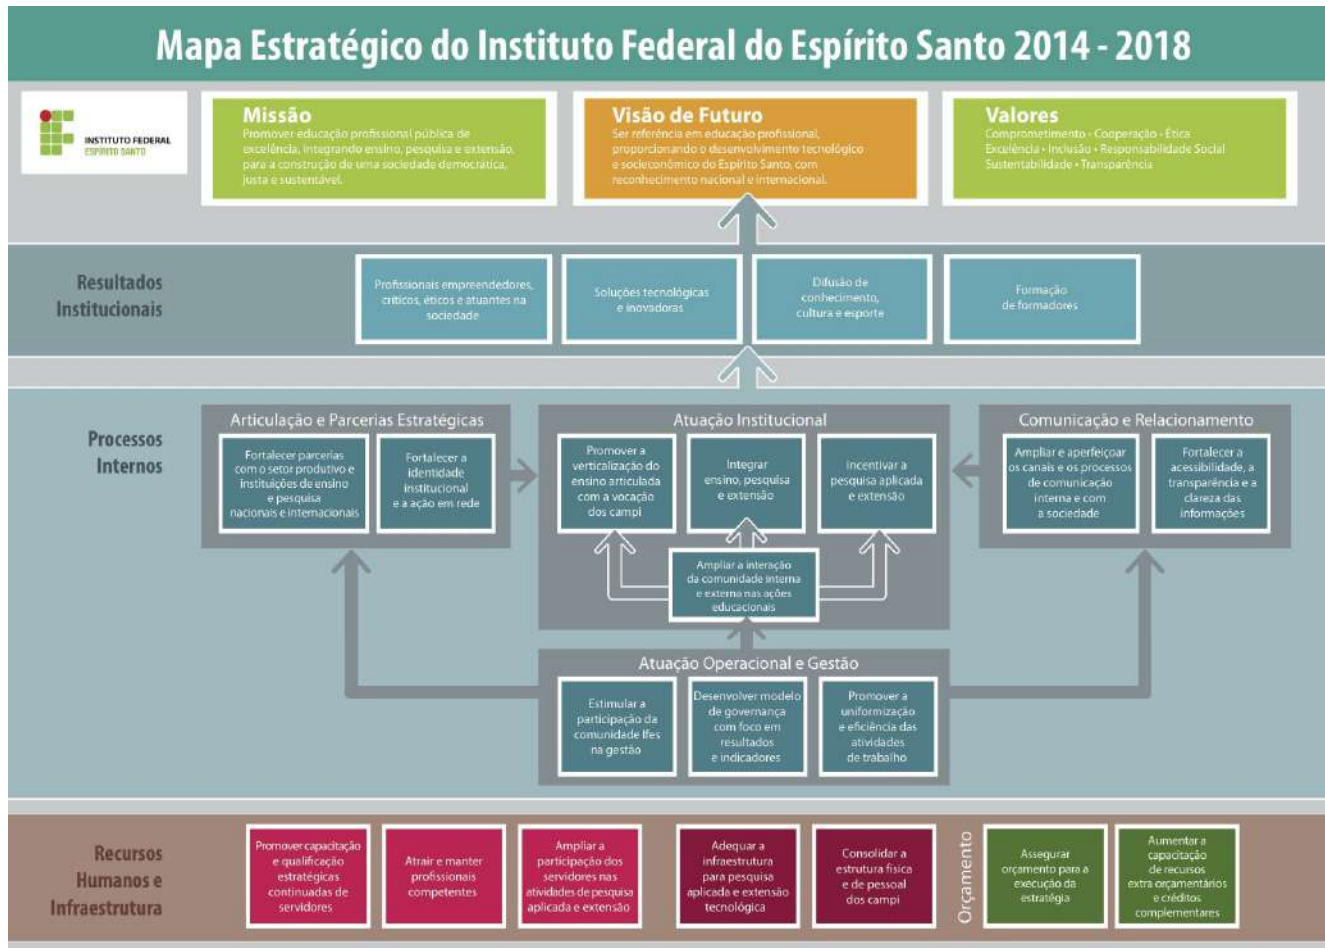 Mapa Estratégico do Instituto Federal do Espírito Santo 2014 - 2018
INSTITUTO FEDERAL
ESPÍRITO SANTO
Missão
Promover educação profissional pública de
excelência, integrando ensino, pesquisa e extensão,
para a construção de uma sociedade democrática,
justa e sustentável.
Visão de Futuro
Ser referência em educação profissional,
proporcionando o desenvolvimento tecnológico
e socieconômico do Espírito Santo, com
reconhecimento nacional e internacional.
Valores
Comprometimento • Cooperação • Ética
Excelência • Inclusão • Responsabilidade Social
Sustentabilidade • Transparência
Resultados
Institucionais
Profissionais empreendedores,
críticos, éticos e atuantes na
sociedade
Soluções tecnológicas
e inovadoras
Difusão de
conhecimento,
cultura e esporte
Formação
de formadores
Processos
Internos
Articulação e Parcerias Estratégicas
Fortalecer parcerias
com o setor produtivo e
instituições de ensino
e pesquisa
nacionais e internacionais
Fortalecer a
identidade
institucional
e a ação em rede
Atuação Institucional
Promover a
verticalização do
ensino articulada
com a vocação
dos campi
Integrar
ensino, pesquisa
e extensão
Incentivar a
pesquisa aplicada
e extensão
Ampliar a interação
da comunidade interna
e externa nas ações
educacionais
Comunicação e Relacionamento
Ampliar e aperfeiçoar
os canais e os processos
de comunicação
interna e com
a sociedade
Fortalecer a
acessibilidade, a
transparência e a
clareza das
informações
Atuação Operacional e Gestão
Estimular a
participação da
comunidade Ifes
na gestão
Desenvolver modelo
de governança
com foco em
resultados
e indicadores
Promover a
uniformização
e eficiência das
atividades
de trabalho
Recursos
Humanos e
Infraestrutura
Promover capacitação
e qualificação
estratégicas
continuadas de
servidores
Atrair e manter
profissionais
competentes
Ampliar a
participação dos
servidores nas
atividades de pesquisa
aplicada e extensão
Adequar a
infraestrutura
para pesquisa
aplicada e extensão
tecnológica
Consolidar a
estrutura física
e de pessoal
dos campi
Orçamento
Assegurar
orçamento para a
execução da
estratégia
Aumentar a
capacitação
de recursos
extra orçamentários
e créditos
complementares